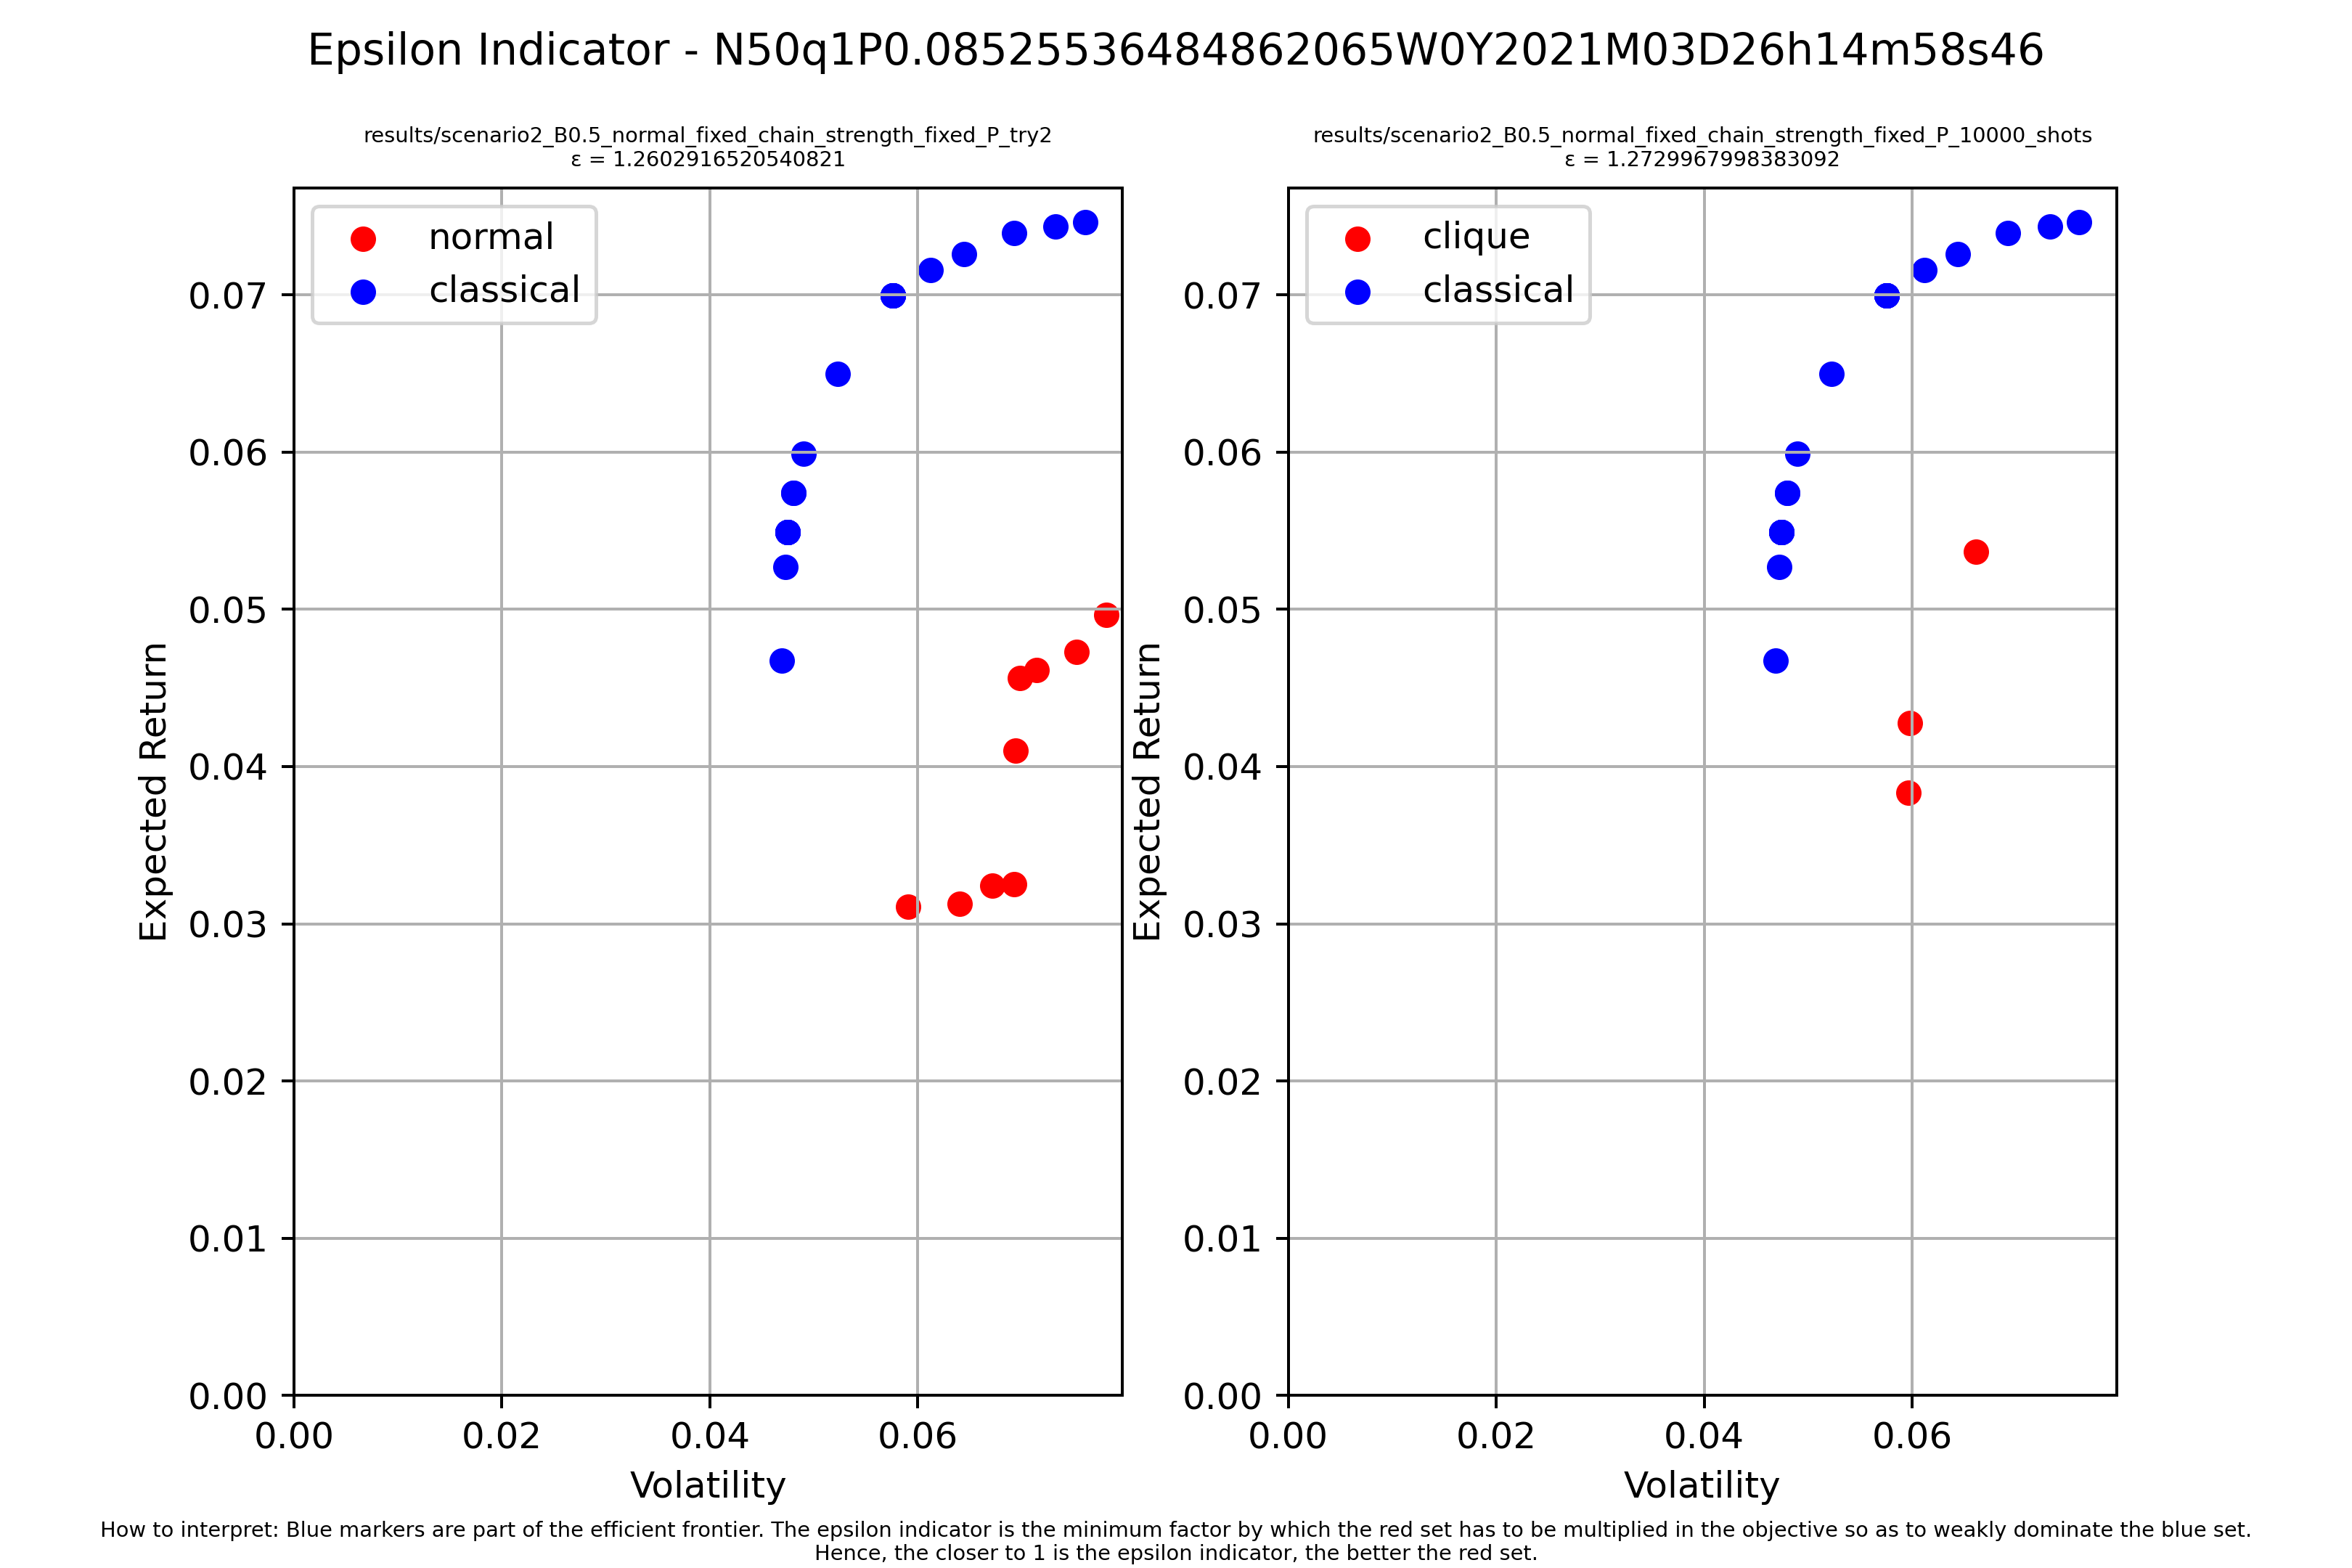 Epsilon Indicator - N50q1P0.08525536484862065W0Y2021M03D26h14m58s46
results/scenario2_B0.5_normal_fixed_chain_strength_fixed_P_try2
ε = 1.2602916520540821
normal
classical
0.07
0.06
0.05
0.04
0.03
0.02
0.01
0.00
Expected Return
0.00 0.02 0.04 0.06
Volatility
results/scenario2_B0.5_normal_fixed_chain_strength_fixed_P_10000_shots
ε = 1.2729967998383092
clique
classical
0.07
0.06
0.05
0.04
0.03
0.02
0.01
0.00
Expected Return
0.00 0.02 0.04 0.06
Volatility
How to interpret: Blue markers are part of the efficient frontier. The epsilon indicator is the minimum factor by which the red set has to be multiplied in the objective so as to weakly dominate the blue set.
Hence, the closer to 1 is the epsilon indicator, the better the red set.